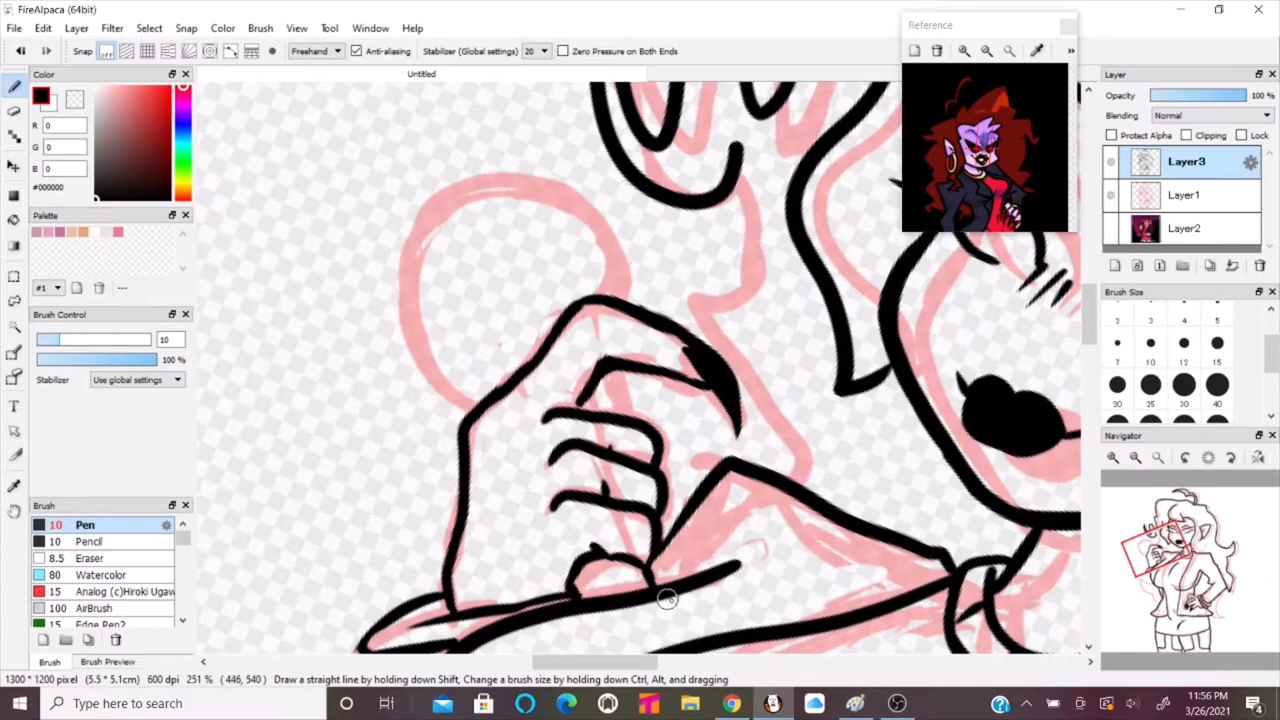 FireAlpaca (64bit)
File Edit Layer Filter Select Snap Color Brush View Tool Window Help
Snap off Freehand Anti-aliasing Stabilizer (Global settings) 20 Zero Pressure on Both Ends
Untitled
Color
R 0
G 0
B 0
#000000
Palette
#1
Brush Control
10
100 %
Stabilizer Use global settings
Brush
10 Pen
10 Pencil
8.5 Eraser
80 Watercolor
15 Analog (c)Hiroki Ugaw
100 AirBrush
15 Edge Pen2
Brush Brush Preview
Reference
»
Layer
Opacity 100 %
Blending Normal
Protect Alpha Clipping Lock
Layer3
Layer1
Layer2
Brush Size
2 3 4 5
7 10 12 15
20 25 30 40
Navigator
1300 * 1200 pixel (5.5 * 5.1cm) 600 dpi 251 % (446, 540) Draw a straight line by holding down Shift, Change a brush size by holding down Ctrl, Alt, and dragging
Type here to search
11:56 PM
3/26/2021
4